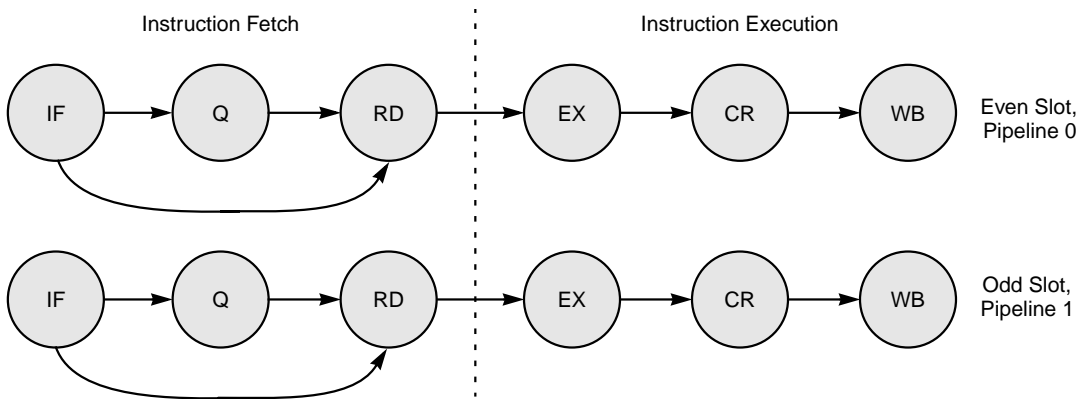 Instruction Fetch
Instruction Execution
IF
Q
RD
EX
CR
WB
Even Slot,
Pipeline 0
IF
Q
RD
EX
CR
WB
Odd Slot,
Pipeline 1